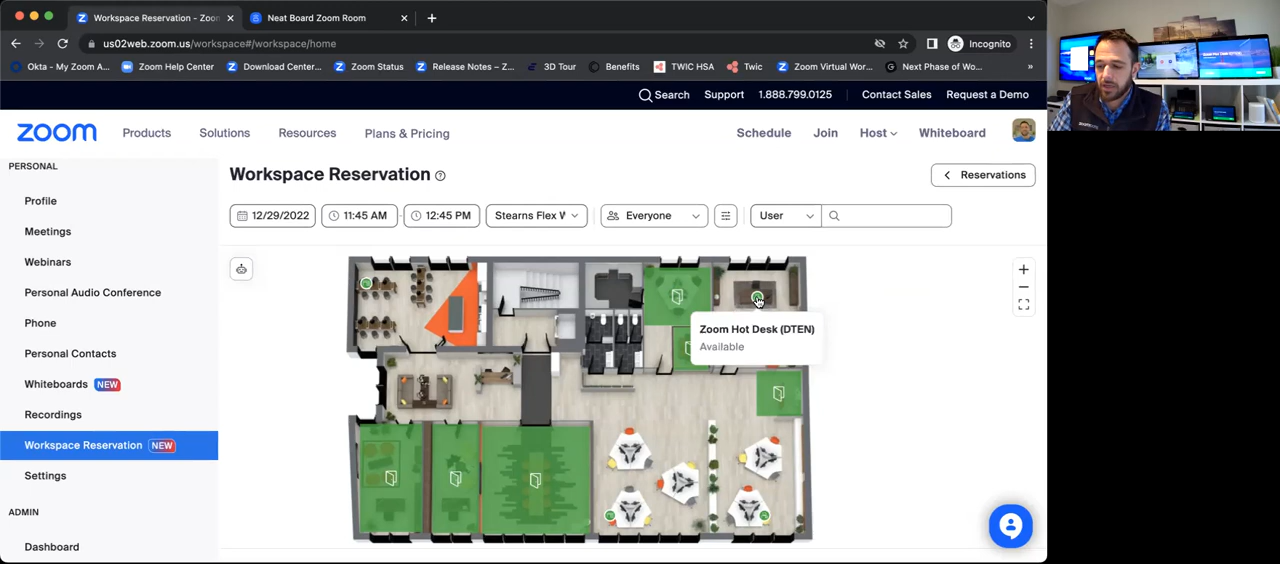 Workspace Reservation - Zoo
Neat Board Zoom Room
us02web.zoom.us/workspace#/workspace/home
Incognito
Okta - My Zoom A...
Zoom Help Center
Download Center...
Zoom Status
Release Notes -...
3D Tour
Benefits
TWIC HSA
Twic
Zoom Virtual Wor...
Next Phase of Wo...
»
Search
Support
1.888.799.0125
Contact Sales
Request a Demo
zoom
Products
Solutions
Resources
Plans & Pricing
Schedule
Join
Host
Whiteboard
PERSONAL
Profile
Meetings
Webinars
Personal Audio Conference
Phone
Personal Contacts
Whiteboards NEW
Recordings
Workspace Reservation NEW
Settings
ADMIN
Dashboard
Workspace Reservation
Reservations
12/29/2022
11:45 AM
-
12:45 PM
Stearns Flex W
Everyone
User
Zoom Hot Desk (DTEN)
Available